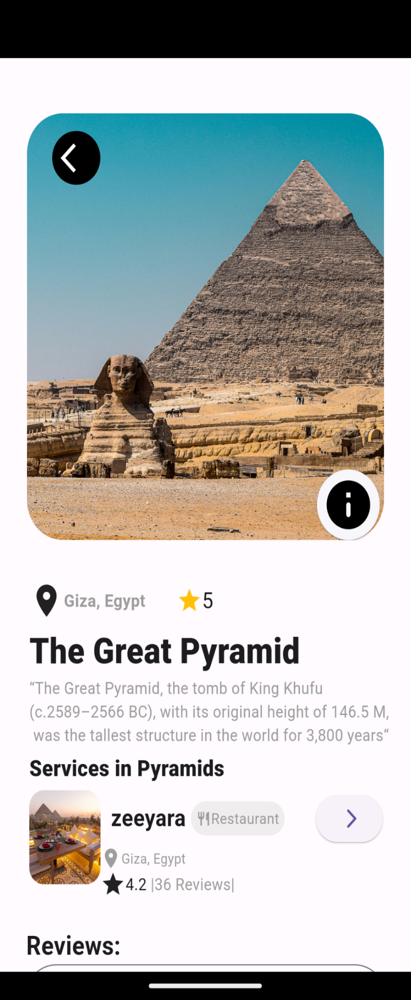 Giza, Egypt 5
The Great Pyramid
“The Great Pyramid, the tomb of King Khufu
(c.2589–2566 BC), with its original height of 146.5 M,
was the tallest structure in the world for 3,800 years“
Services in Pyramids
zeeyara Restaurant
Giza, Egypt
4.2 |36 Reviews|
Reviews: